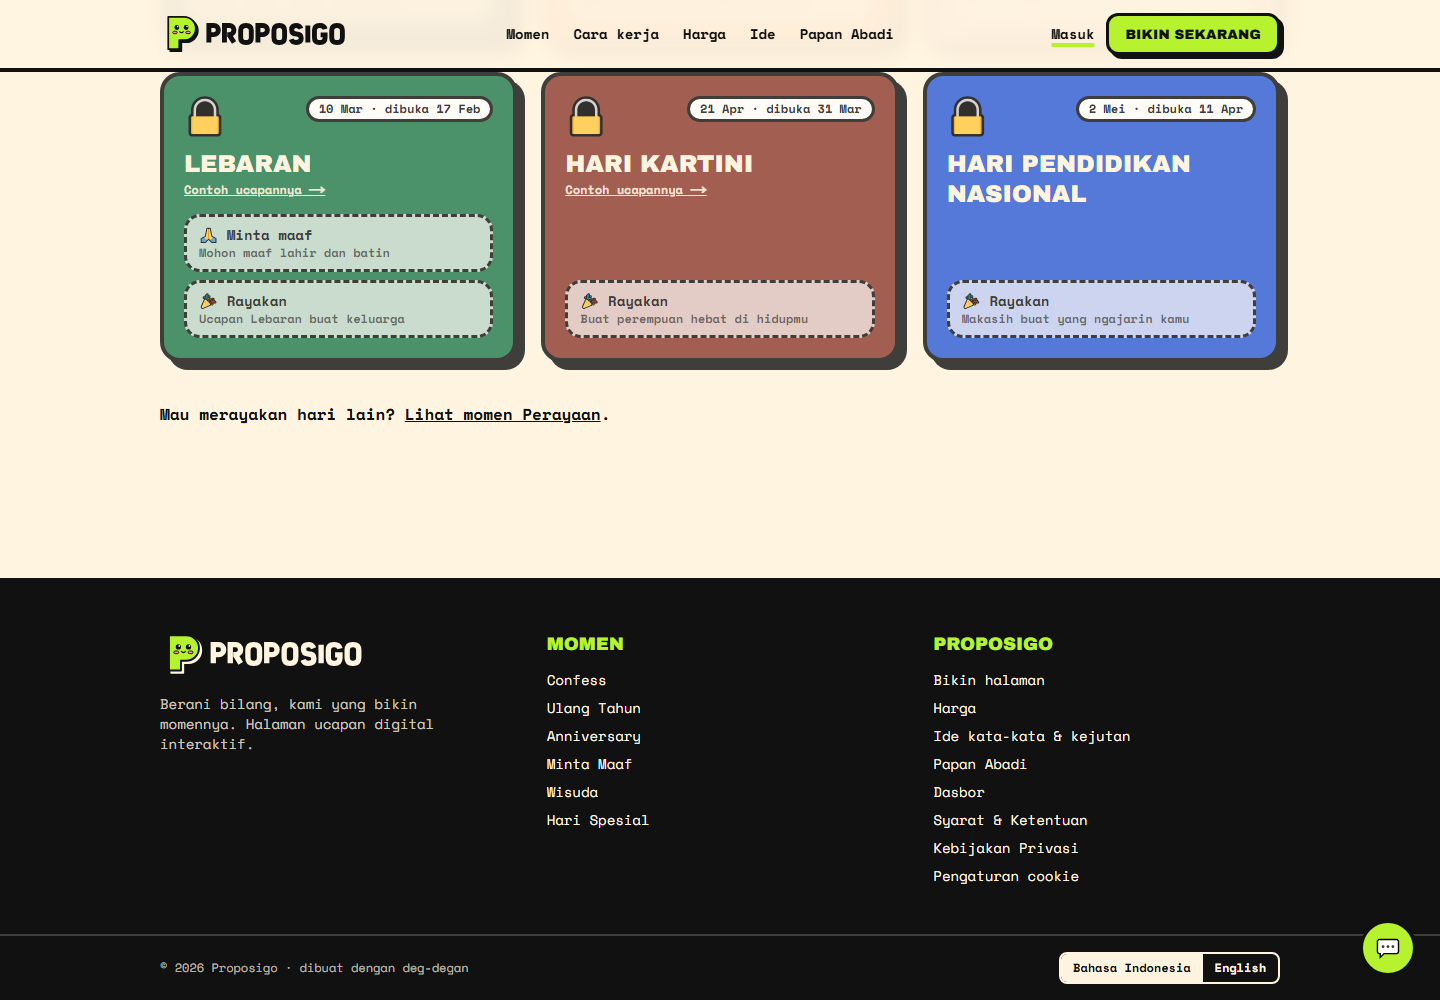 PROPOSIGO
Momen
Cara kerja
Harga
Ide
Papan Abadi
Masuk
BIKIN SEKARANG
10 Mar · dibuka 17 Feb
LEBARAN
Contoh ucapannya →
🙏 Minta maaf
Mohon maaf lahir dan batin
🎉 Rayakan
Ucapan Lebaran buat keluarga
21 Apr · dibuka 31 Mar
HARI KARTINI
Contoh ucapannya →
🎉 Rayakan
Buat perempuan hebat di hidupmu
2 Mei · dibuka 11 Apr
HARI PENDIDIKAN
NASIONAL
🎉 Rayakan
Makasih buat yang ngajarin kamu
Mau merayakan hari lain? Lihat momen Perayaan.
PROPOSIGO
Berani bilang, kami yang bikin
momennya. Halaman ucapan digital
interaktif.
MOMEN
Confess
Ulang Tahun
Anniversary
Minta Maaf
Wisuda
Hari Spesial
PROPOSIGO
Bikin halaman
Harga
Ide kata-kata & kejutan
Papan Abadi
Dasbor
Syarat & Ketentuan
Kebijakan Privasi
Pengaturan cookie
© 2026 Proposigo · dibuat dengan deg-degan
Bahasa Indonesia
English